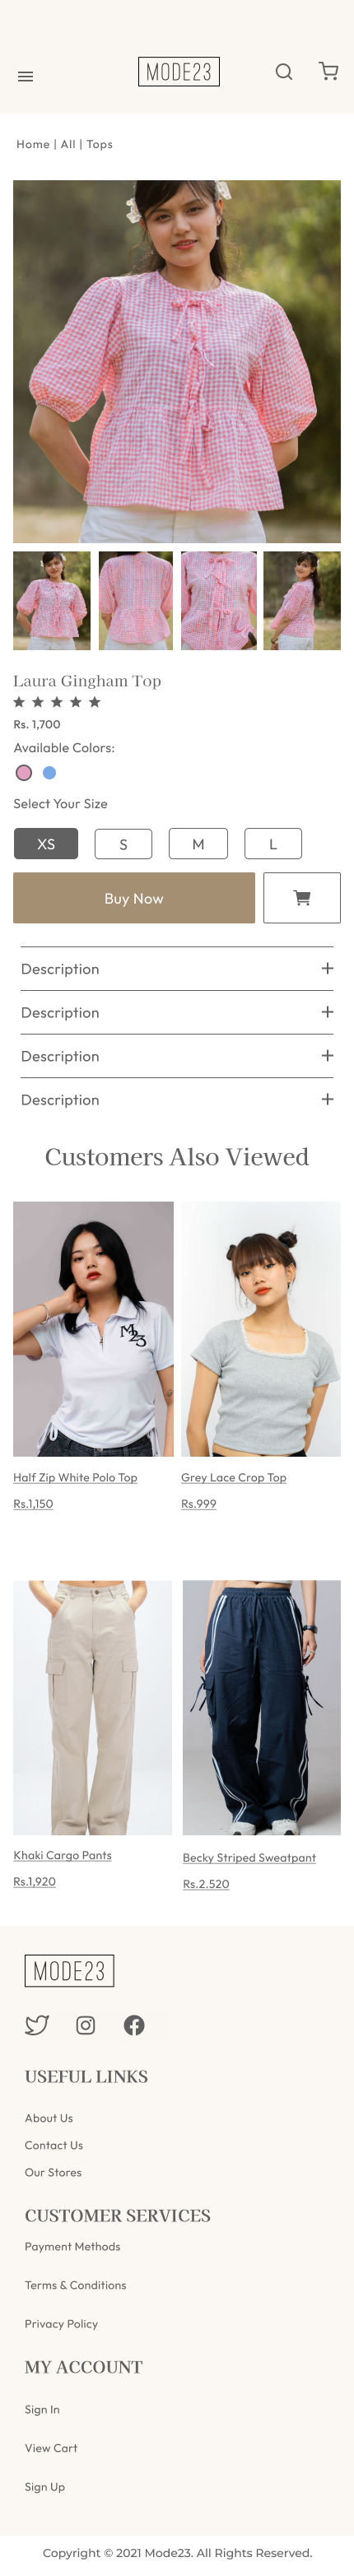 MODE23
Home | All | Tops
Laura Gingham Top
Rs. 1,700
Available Colors:
Select Your Size
XS S M L
Buy Now
Description
Description
Description
Description
Customers Also Viewed
M23
Half Zip White Polo Top
Rs.1,150
Grey Lace Crop Top
Rs.999
Khaki Cargo Pants
Rs.1,920
Becky Striped Sweatpant
Rs.2.520
MODE23
USEFUL LINKS
About Us
Contact Us
Our Stores
CUSTOMER SERVICES
Payment Methods
Terms & Conditions
Privacy Policy
MY ACCOUNT
Sign In
View Cart
Sign Up
Copyright © 2021 Mode23. All Rights Reserved.